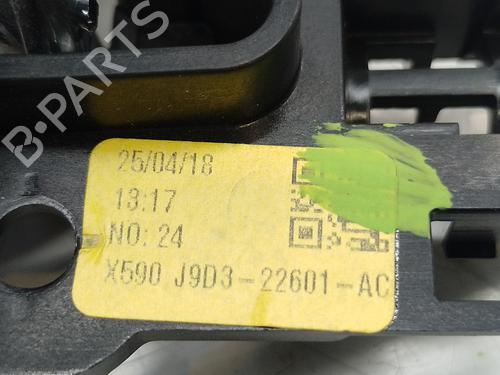 B-PARTS
25/04/18
13:17
NO: 24
X590 J9D3-22601-AC